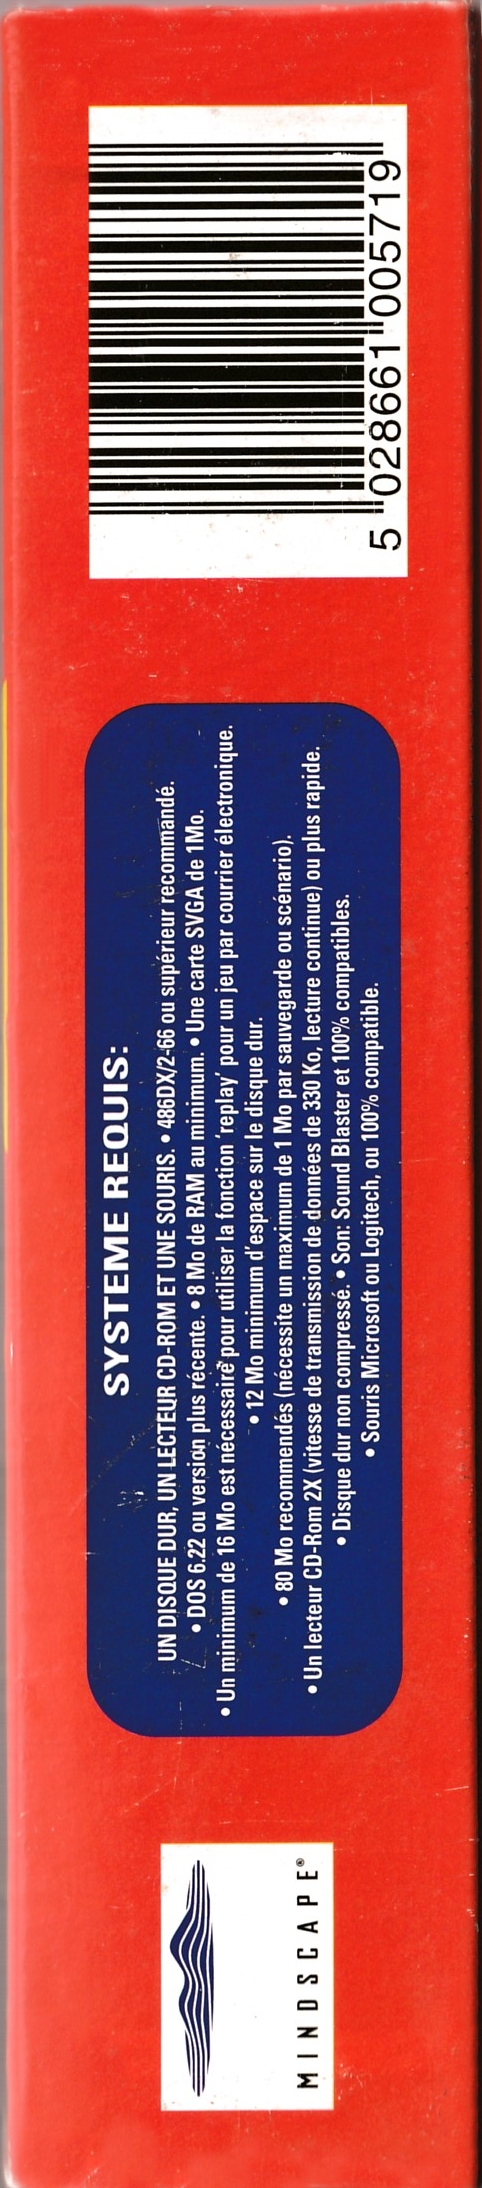 MINDSCAPE®
SYSTEME REQUIS:
UN DISQUE DUR, UN LECTEUR CD-ROM ET UNE SOURIS. • 486DX/2-66 ou supérieur recommandé.
• DOS 6.22 ou version plus récente. • 8 Mo de RAM au minimum. • Une carte SVGA de 1Mo.
• Un minimum de 16 Mo est nécessaire pour utiliser la fonction 'replay' pour un jeu par courrier électronique.
• 12 Mo minimum d'espace sur le disque dur.
• 80 Mo recommendés (nécessite un maximum de 1 Mo par sauvegarde ou scénario).
• Un lecteur CD-Rom 2X (vitesse de transmission de données de 330 Ko, lecture continue) ou plus rapide.
• Disque dur non compressé. • Son: Sound Blaster et 100% compatibles.
• Souris Microsoft ou Logitech, ou 100% compatible.
5 028661 005719